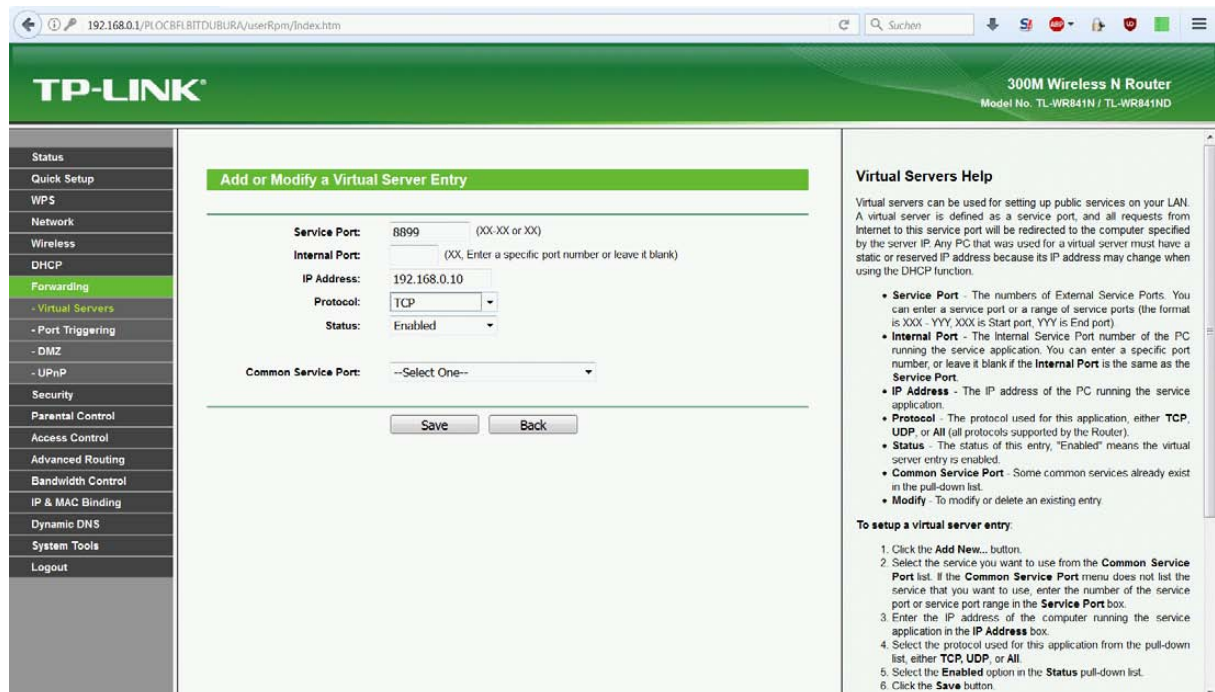 192.168.0.1/PLOCBFLBITDUBURA/userRpm/Index.htm
Suchen
TP-LINK®
300M Wireless N Router
Model No. TL-WR841N / TL-WR841ND
Status
Quick Setup
WPS
Network
Wireless
DHCP
Forwarding
- Virtual Servers
- Port Triggering
- DMZ
- UPnP
Security
Parental Control
Access Control
Advanced Routing
Bandwidth Control
IP & MAC Binding
Dynamic DNS
System Tools
Logout
Add or Modify a Virtual Server Entry
Service Port: 8899 (XX-XX or XX)
Internal Port: (XX, Enter a specific port number or leave it blank)
IP Address: 192.168.0.10
Protocol: TCP
Status: Enabled
Common Service Port: --Select One--
Save Back
Virtual Servers Help
Virtual servers can be used for setting up public services on your LAN.
A virtual server is defined as a service port, and all requests from
Internet to this service port will be redirected to the computer specified
by the server IP. Any PC that was used for a virtual server must have a
static or reserved IP address because its IP address may change when
using the DHCP function.
• Service Port - The numbers of External Service Ports. You
can enter a service port or a range of service ports (the format
is XXX - YYY, XXX is Start port, YYY is End port).
• Internal Port - The Internal Service Port number of the PC
running the service application. You can enter a specific port
number, or leave it blank if the Internal Port is the same as the
Service Port.
• IP Address - The IP address of the PC running the service
application.
• Protocol - The protocol used for this application, either TCP,
UDP, or All (all protocols supported by the Router).
• Status - The status of this entry, "Enabled" means the virtual
server entry is enabled.
• Common Service Port - Some common services already exist
in the pull-down list.
• Modify - To modify or delete an existing entry.
To setup a virtual server entry:
1. Click the Add New... button.
2. Select the service you want to use from the Common Service
Port list. If the Common Service Port menu does not list the
service that you want to use, enter the number of the service
port or service port range in the Service Port box.
3. Enter the IP address of the computer running the service
application in the IP Address box.
4. Select the protocol used for this application from the pull-down
list, either TCP, UDP, or All.
5. Select the Enabled option in the Status pull-down list.
6. Click the Save button.